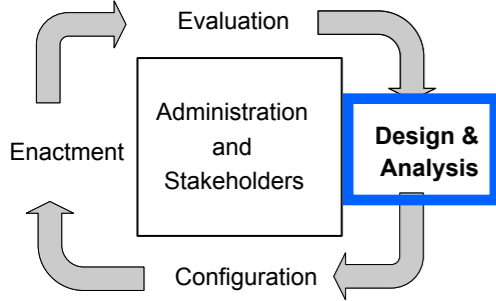 Evaluation
Administration
and
Stakeholders
Design &
Analysis
Enactment
Configuration